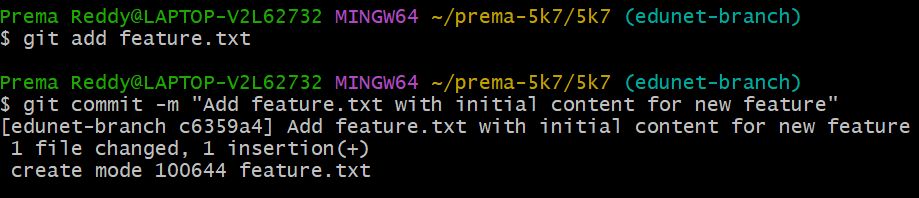 Prema Reddy@LAPTOP-V2L62732 MINGW64 ~/prema-5k7/5k7 (edunet-branch)
$ git add feature.txt
Prema Reddy@LAPTOP-V2L62732 MINGW64 ~/prema-5k7/5k7 (edunet-branch)
$ git commit -m "Add feature.txt with initial content for new feature"
[edunet-branch c6359a4] Add feature.txt with initial content for new feature
 1 file changed, 1 insertion(+)
 create mode 100644 feature.txt